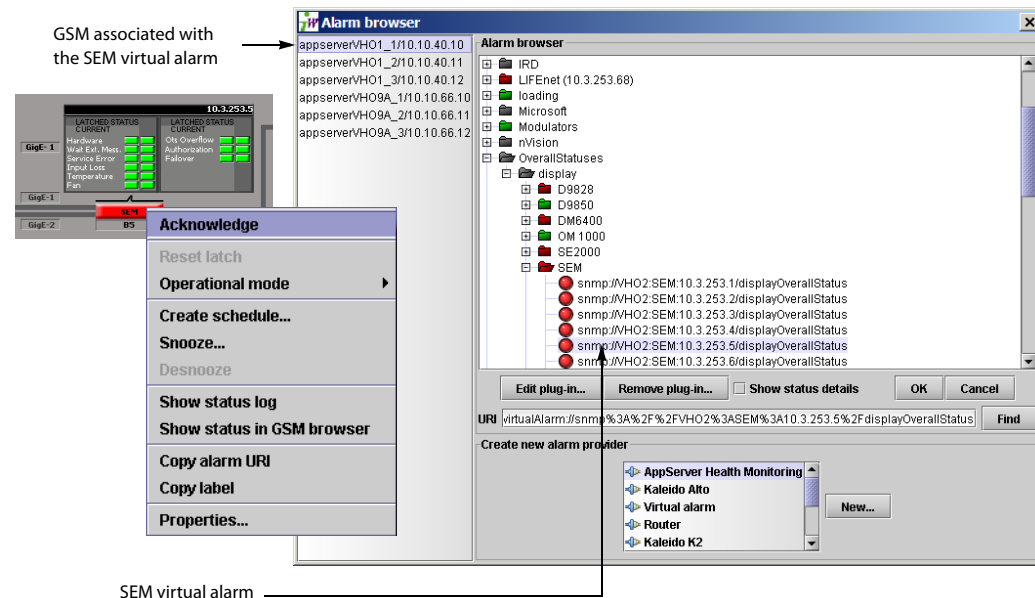 GSM associated with
the SEM virtual alarm
10.3.253.5
LATCHED STATUS
CURRENT
LATCHED STATUS
CURRENT
Hardware
Wait Ext. Mess.
Service Error
Input Loss
Temperature
Fan
Ots Overflow
Authorization
Failover
GigE- 1
GigE-1
GigE-2
SEM
B5
Acknowledge
Reset latch
Operational mode
Create schedule...
Snooze...
Desnooze
Show status log
Show status in GSM browser
Copy alarm URI
Copy label
Properties...
Alarm browser
appserverVHO1_1/10.10.40.10
appserverVHO1_2/10.10.40.11
appserverVHO1_3/10.10.40.12
appserverVHO9A_1/10.10.66.10
appserverVHO9A_2/10.10.66.11
appserverVHO9A_3/10.10.66.12
Alarm browser
IRD
LIFEnet (10.3.253.68)
loading
Microsoft
Modulators
nVision
OverallStatuses
display
D9828
D9850
DM6400
OM 1000
SE2000
SEM
snmp://VHO2:SEM:10.3.253.1/displayOverallStatus
snmp://VHO2:SEM:10.3.253.2/displayOverallStatus
snmp://VHO2:SEM:10.3.253.3/displayOverallStatus
snmp://VHO2:SEM:10.3.253.4/displayOverallStatus
snmp://VHO2:SEM:10.3.253.5/displayOverallStatus
snmp://VHO2:SEM:10.3.253.6/displayOverallStatus
Edit plug-in... Remove plug-in... Show status details OK Cancel
URI virtualAlarm://snmp%3A%2F%2FVHO2%3ASEM%3A10.3.253.5%2FdisplayOverallStatus Find
Create new alarm provider
AppServer Health Monitoring
Kaleido Alto
Virtual alarm
Router
Kaleido K2
New...
SEM virtual alarm